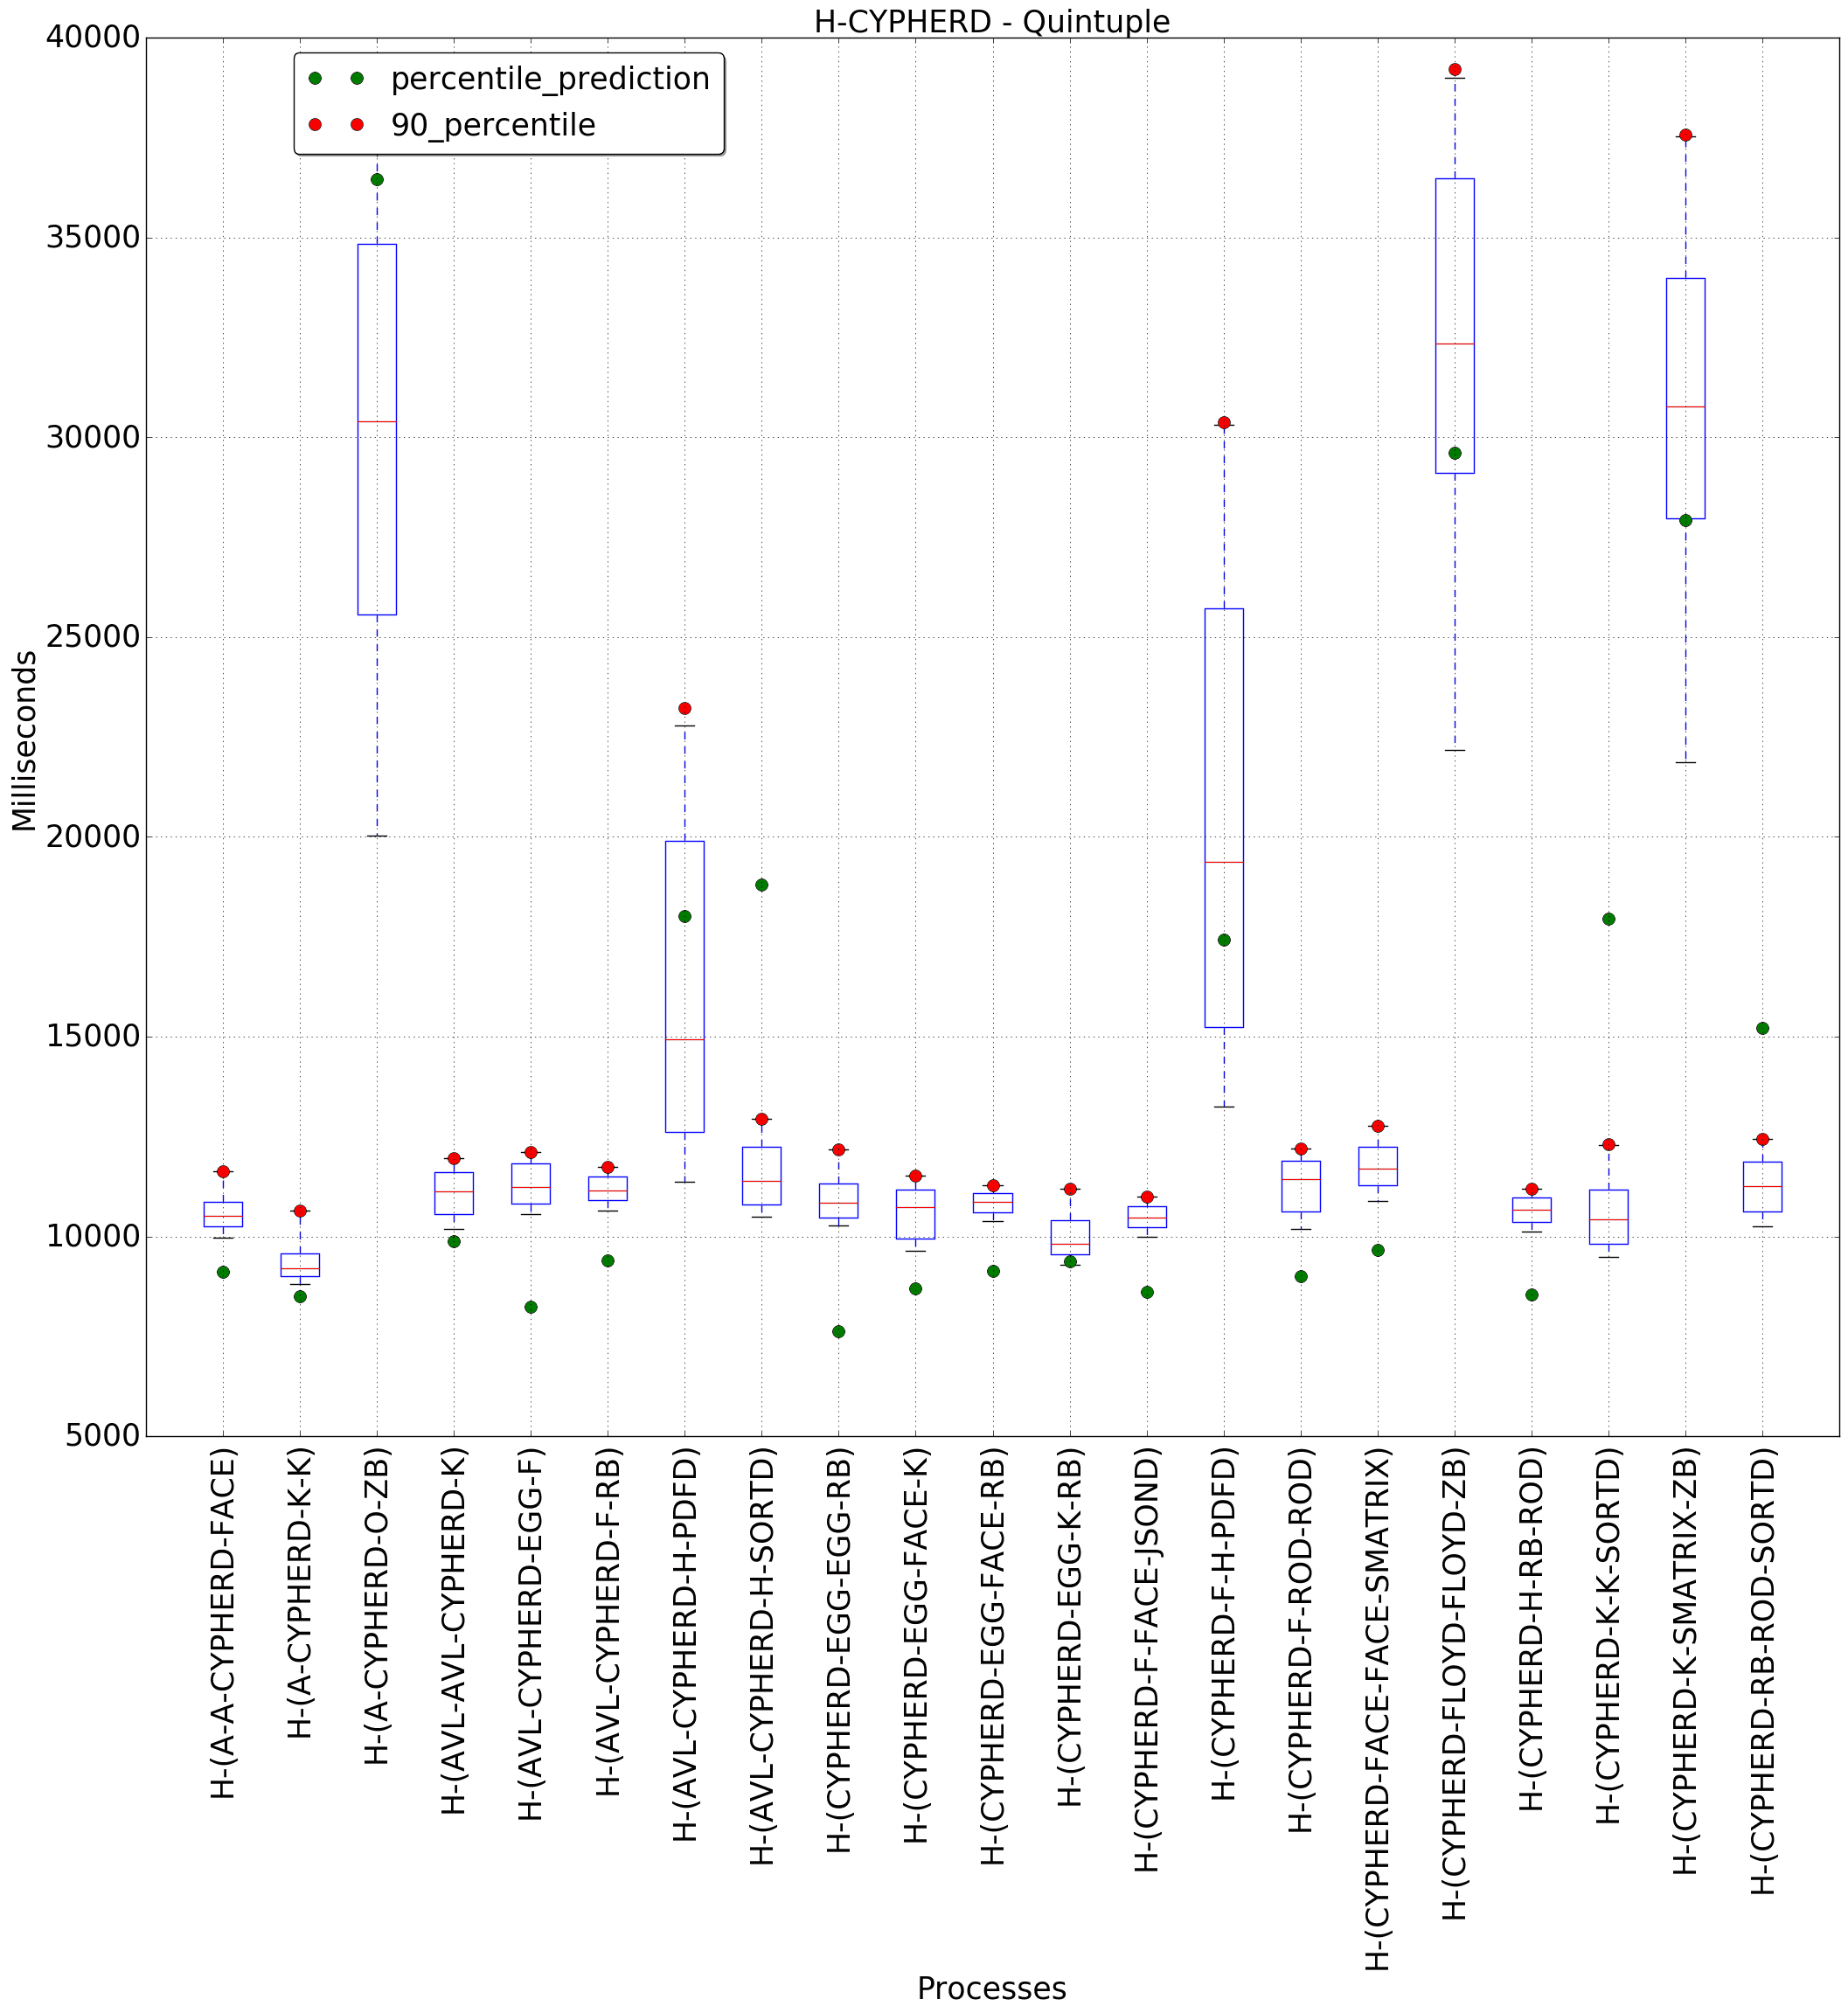 H-CYPHERD - Quintuple
percentile_prediction
90_percentile
40000
35000
30000
25000
20000
15000
10000
5000
Milliseconds
H-(A-A-CYPHERD-FACE)
H-(A-CYPHERD-K-K)
H-(A-CYPHERD-O-ZB)
H-(AVL-AVL-CYPHERD-K)
H-(AVL-CYPHERD-EGG-F)
H-(AVL-CYPHERD-F-RB)
H-(AVL-CYPHERD-H-PDFD)
H-(AVL-CYPHERD-H-SORTD)
H-(CYPHERD-EGG-EGG-RB)
H-(CYPHERD-EGG-FACE-K)
H-(CYPHERD-EGG-FACE-RB)
H-(CYPHERD-EGG-K-RB)
H-(CYPHERD-F-FACE-JSOND)
H-(CYPHERD-F-H-PDFD)
H-(CYPHERD-F-ROD-ROD)
H-(CYPHERD-FACE-FACE-SMATRIX)
H-(CYPHERD-FLOYD-FLOYD-ZB)
H-(CYPHERD-H-RB-ROD)
H-(CYPHERD-K-K-SORTD)
H-(CYPHERD-K-SMATRIX-ZB)
H-(CYPHERD-RB-ROD-SORTD)
Processes